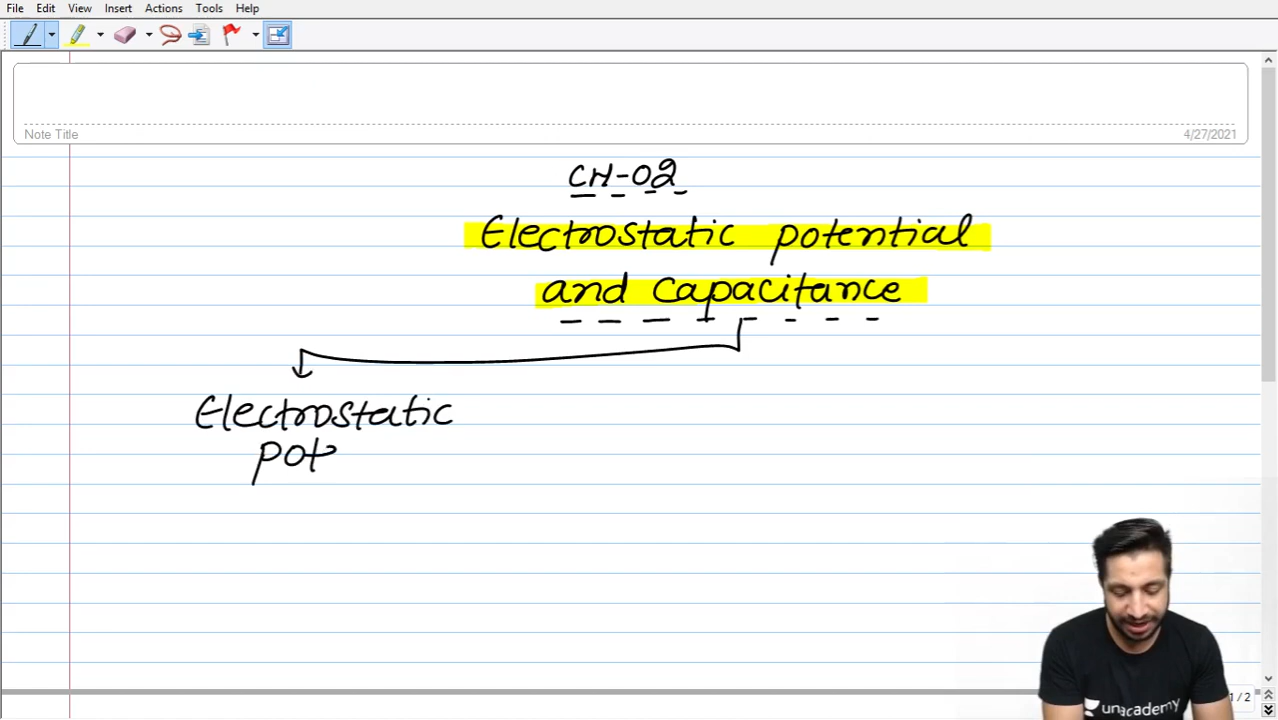 File Edit View Insert Actions Tools Help
Note Title
4/27/2021
CH-02
Electrostatic potential
and Capacitance
Electrostatic
pot
1 / 2
unacademy